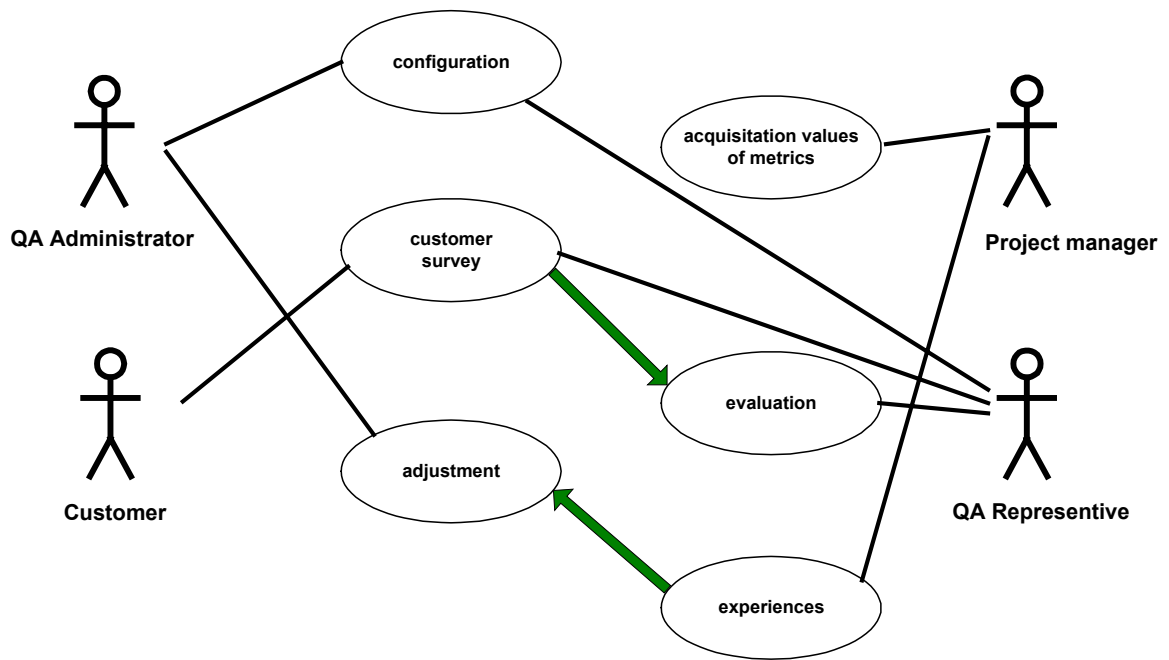 configuration
acquisitation values
of metrics
QA Administrator
customer
survey
Project manager
evaluation
adjustment
Customer
QA Representive
experiences